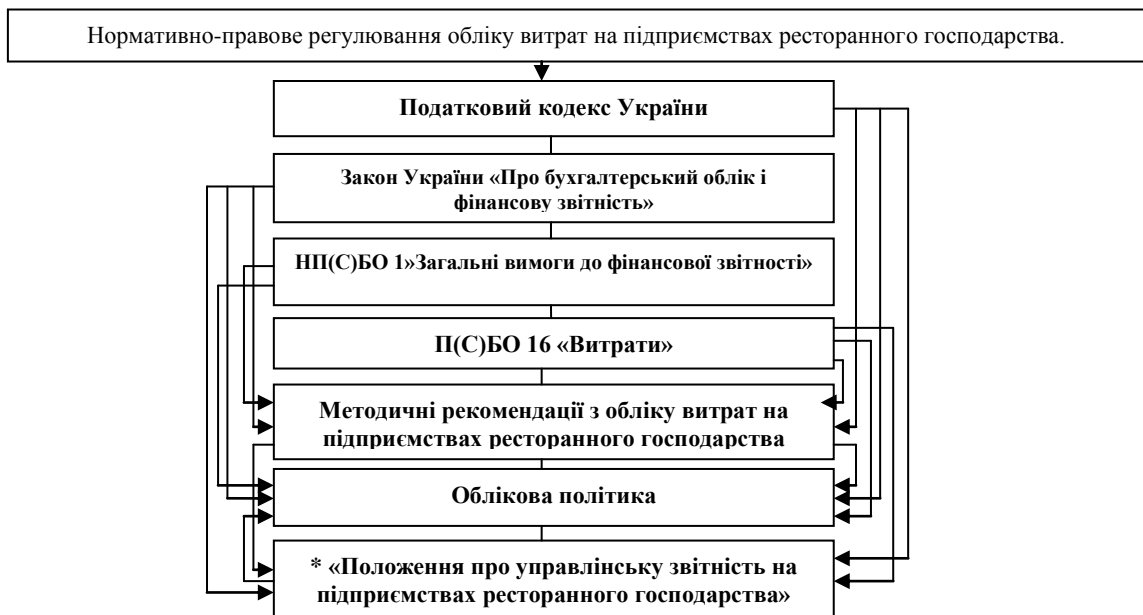 Нормативно-правове регулювання обліку витрат на підприємствах ресторанного господарства.
Податковий кодекс України
Закон України «Про бухгалтерський облік і
фінансову звітність»
НП(С)БО 1»Загальні вимоги до фінансової звітності»
П(С)БО 16 «Витрати»
Методичні рекомендації з обліку витрат на
підприємствах ресторанного господарства
Облікова політика
* «Положення про управлінську звітність на
підприємствах ресторанного господарства»